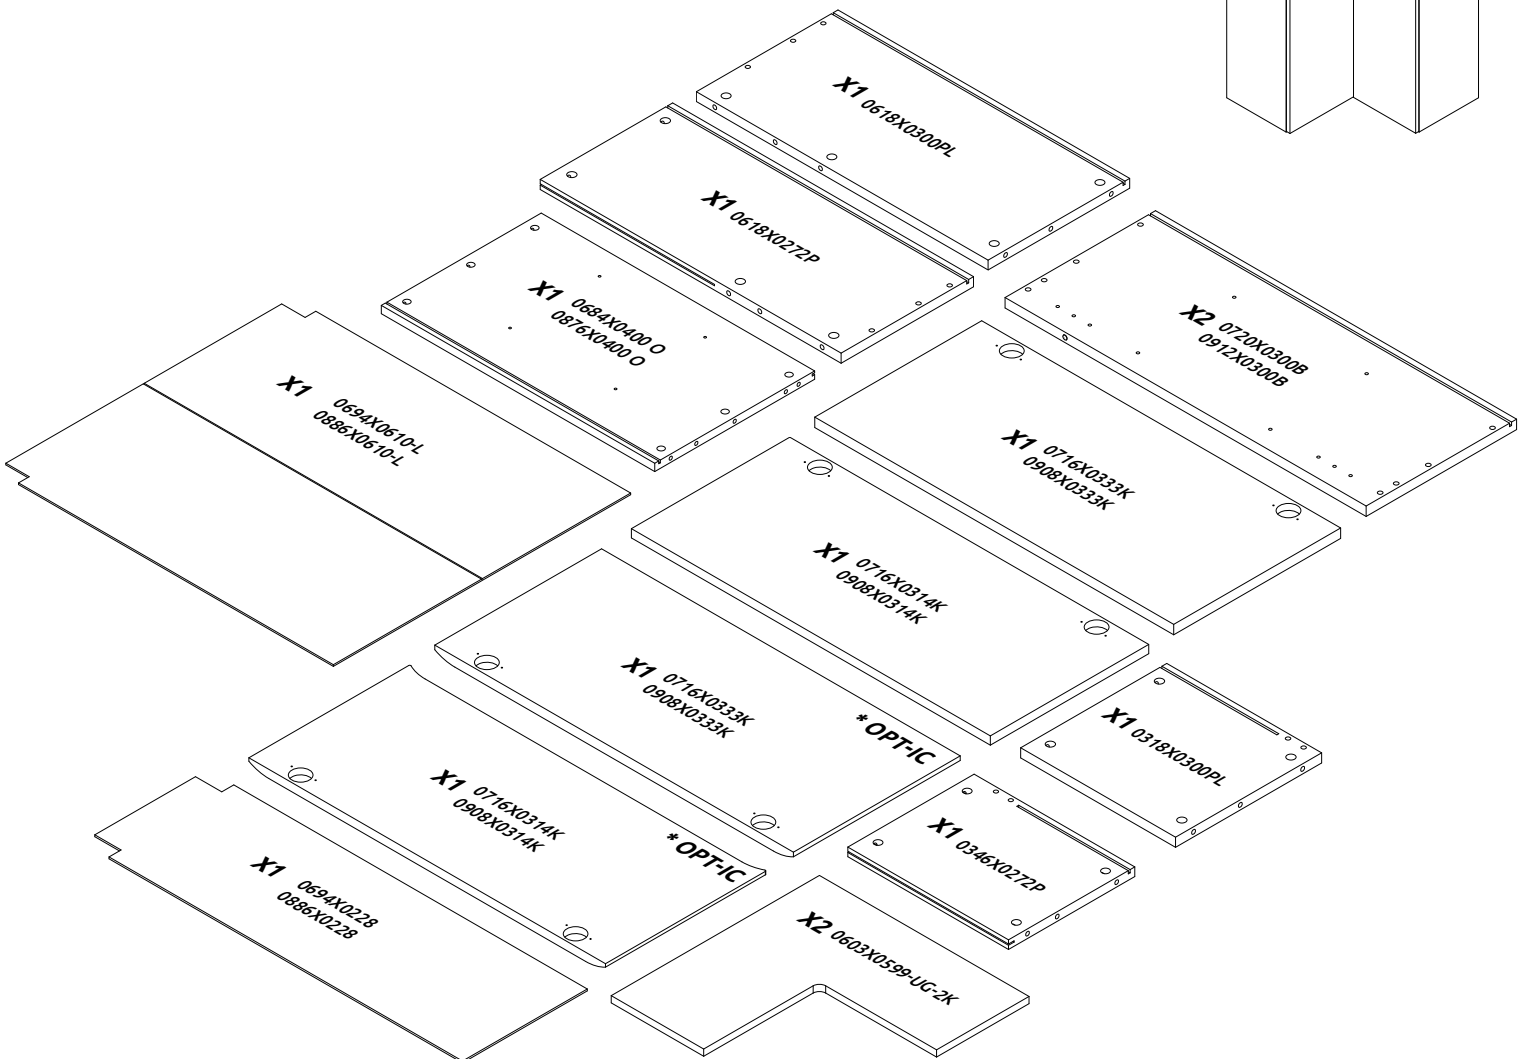 X1 0618X0300PL
X1 0618X0272P
X1 0684X0400 O
0876X0400 O
X2 0720X0300B
0912X0300B
X1 0694X0610-L
0886X0610-L
X1 0716X0333K
0908X0333K
X1 0716X0314K
0908X0314K
X1 0716X0333K
0908X0333K
* OPT-IC
X1 0318X0300PL
X1 0716X0314K
0908X0314K
* OPT-IC
X1 0346X0272P
X1 0694X0228
0886X0228
X2 0603X0599-UG-2K